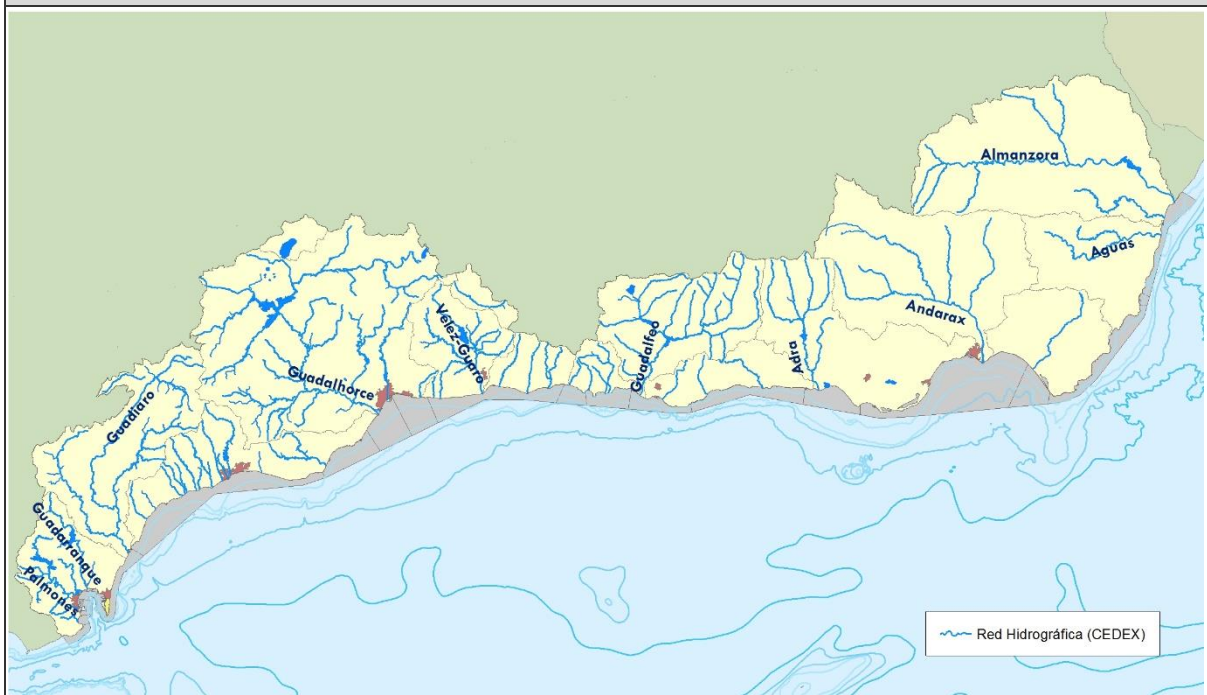 Almanzora
Aguas
Andarax
Velez-Guaro
Guadalfeo
Adra
Guadalhorce
Guadiaro
Guadarranque
Palmones
Red Hidrográfica (CEDEX)